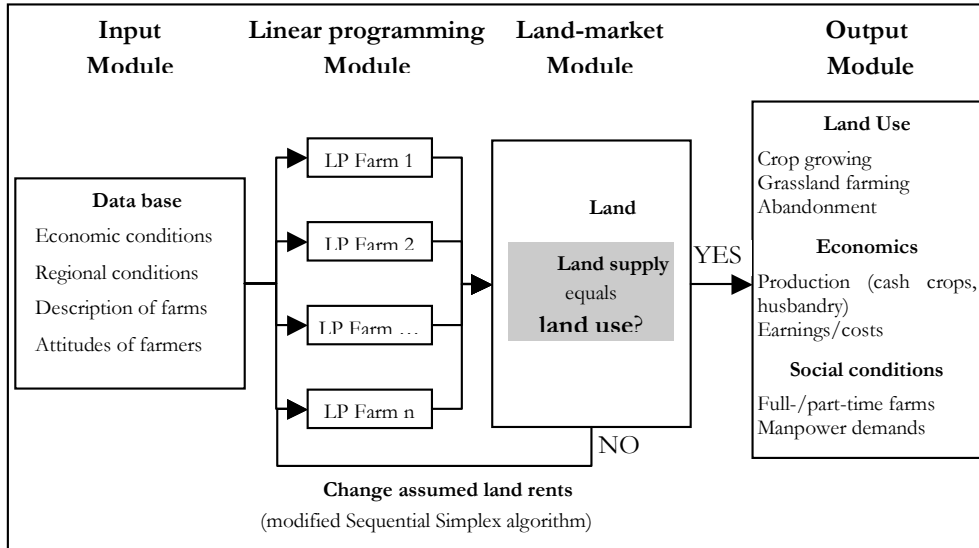 Input
Module
Linear programming
Module
Land-market
Module
Output
Module
Data base
Economic conditions
Regional conditions
Description of farms
Attitudes of farmers
LP Farm 1
LP Farm 2
LP Farm …
LP Farm n
Land
Land supply
equals
land use?
YES
NO
Change assumed land rents
(modified Sequential Simplex algorithm)
Land Use
Crop growing
Grassland farming
Abandonment
Economics
Production (cash crops,
husbandry)
Earnings/costs
Social conditions
Full-/part-time farms
Manpower demands